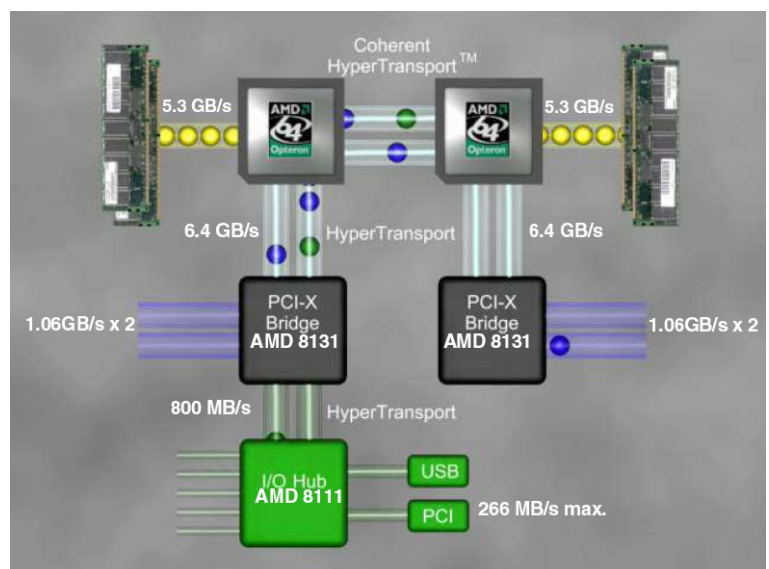 Coherent
HyperTransport™
5.3 GB/s
AMD
64
Opteron
AMD
64
Opteron
5.3 GB/s
6.4 GB/s
HyperTransport
6.4 GB/s
1.06GB/s x 2
PCI-X
Bridge
AMD 8131
PCI-X
Bridge
AMD 8131
1.06GB/s x 2
800 MB/s
HyperTransport
I/O Hub
AMD 8111
USB
PCI
266 MB/s max.